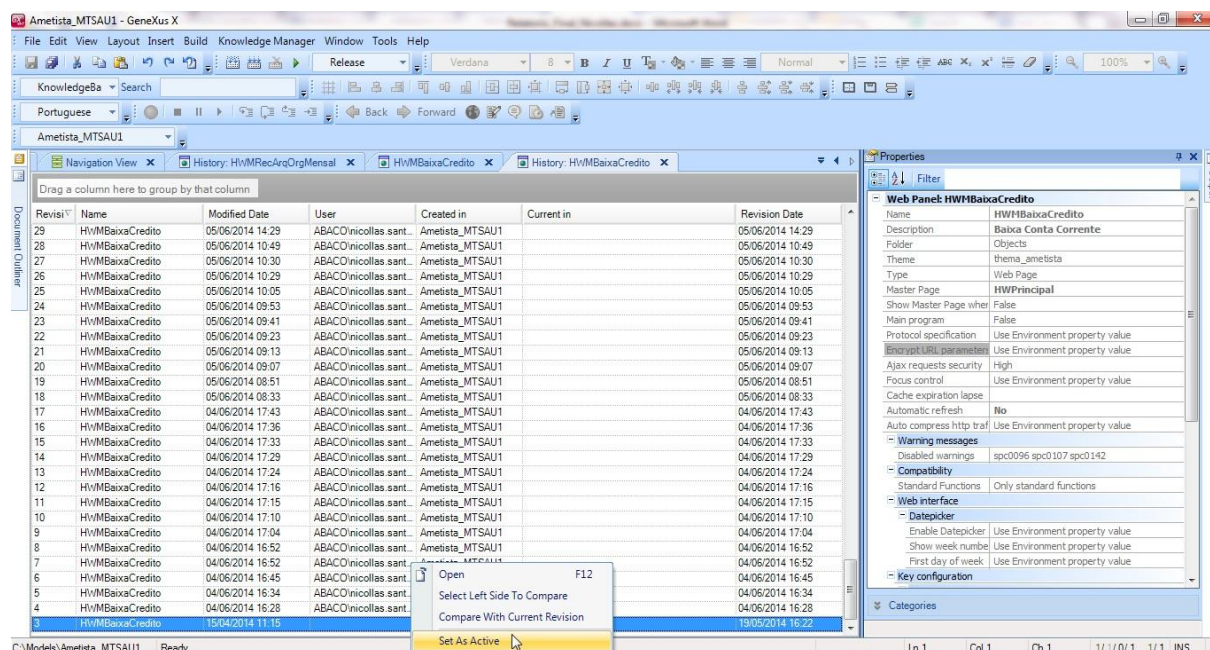 Ametista_MTSAU1 - GeneXus X
File Edit View Layout Insert Build Knowledge Manager Window Tools Help
Release Verdana 8 B I U Normal ABC 100%
KnowledgeBa Search
Portuguese Back Forward
Ametista_MTSAU1
Navigation View History: HWMRecArqOrgMensal HWMBaixaCredito History: HWMBaixaCredito
Drag a column here to group by that column
Document Outliner
Revisi Name Modified Date User Created in Current in Revision Date
29 HWMBaixaCredito 05/06/2014 14:29 ABACO\nicollas.sant... Ametista_MTSAU1 05/06/2014 14:29
28 HWMBaixaCredito 05/06/2014 10:49 ABACO\nicollas.sant... Ametista_MTSAU1 05/06/2014 10:49
27 HWMBaixaCredito 05/06/2014 10:30 ABACO\nicollas.sant... Ametista_MTSAU1 05/06/2014 10:30
26 HWMBaixaCredito 05/06/2014 10:29 ABACO\nicollas.sant... Ametista_MTSAU1 05/06/2014 10:29
25 HWMBaixaCredito 05/06/2014 10:05 ABACO\nicollas.sant... Ametista_MTSAU1 05/06/2014 10:05
24 HWMBaixaCredito 05/06/2014 09:53 ABACO\nicollas.sant... Ametista_MTSAU1 05/06/2014 09:53
23 HWMBaixaCredito 05/06/2014 09:41 ABACO\nicollas.sant... Ametista_MTSAU1 05/06/2014 09:41
22 HWMBaixaCredito 05/06/2014 09:23 ABACO\nicollas.sant... Ametista_MTSAU1 05/06/2014 09:23
21 HWMBaixaCredito 05/06/2014 09:13 ABACO\nicollas.sant... Ametista_MTSAU1 05/06/2014 09:13
20 HWMBaixaCredito 05/06/2014 09:07 ABACO\nicollas.sant... Ametista_MTSAU1 05/06/2014 09:07
19 HWMBaixaCredito 05/06/2014 08:51 ABACO\nicollas.sant... Ametista_MTSAU1 05/06/2014 08:51
18 HWMBaixaCredito 05/06/2014 08:33 ABACO\nicollas.sant... Ametista_MTSAU1 05/06/2014 08:33
17 HWMBaixaCredito 04/06/2014 17:43 ABACO\nicollas.sant... Ametista_MTSAU1 04/06/2014 17:43
16 HWMBaixaCredito 04/06/2014 17:36 ABACO\nicollas.sant... Ametista_MTSAU1 04/06/2014 17:36
15 HWMBaixaCredito 04/06/2014 17:33 ABACO\nicollas.sant... Ametista_MTSAU1 04/06/2014 17:33
14 HWMBaixaCredito 04/06/2014 17:29 ABACO\nicollas.sant... Ametista_MTSAU1 04/06/2014 17:29
13 HWMBaixaCredito 04/06/2014 17:24 ABACO\nicollas.sant... Ametista_MTSAU1 04/06/2014 17:24
12 HWMBaixaCredito 04/06/2014 17:16 ABACO\nicollas.sant... Ametista_MTSAU1 04/06/2014 17:16
11 HWMBaixaCredito 04/06/2014 17:15 ABACO\nicollas.sant... Ametista_MTSAU1 04/06/2014 17:15
10 HWMBaixaCredito 04/06/2014 17:10 ABACO\nicollas.sant... Ametista_MTSAU1 04/06/2014 17:10
9 HWMBaixaCredito 04/06/2014 17:04 ABACO\nicollas.sant... Ametista_MTSAU1 04/06/2014 17:04
8 HWMBaixaCredito 04/06/2014 16:52 ABACO\nicollas.sant... Ametista_MTSAU1 04/06/2014 16:52
7 HWMBaixaCredito 04/06/2014 16:52 ABACO\nicollas.sant... Ametista_MTSAU1 04/06/2014 16:52
6 HWMBaixaCredito 04/06/2014 16:45 ABACO\nicollas.sant... 04/06/2014 16:45
5 HWMBaixaCredito 04/06/2014 16:34 ABACO\nicollas.sant... 04/06/2014 16:34
4 HWMBaixaCredito 04/06/2014 16:28 ABACO\nicollas.sant... 04/06/2014 16:28
3 HWMBaixaCredito 15/04/2014 11:15 19/05/2014 16:22
Open F12
Select Left Side To Compare
Compare With Current Revision
Set As Active
Properties
Filter
Web Panel: HWMBaixaCredito
Name HWMBaixaCredito
Description Baixa Conta Corrente
Folder Objects
Theme thema_ametista
Type Web Page
Master Page HWPrincipal
Show Master Page wher False
Main program False
Protocol specification Use Environment property value
Encrypt URL parameters Use Environment property value
Ajax requests security High
Focus control Use Environment property value
Cache expiration lapse
Automatic refresh No
Auto compress http traf Use Environment property value
Warning messages
Disabled warnings spc0096 spc0107 spc0142
Compatibility
Standard Functions Only standard functions
Web interface
Datepicker
Enable Datepicker Use Environment property value
Show week numbe Use Environment property value
First day of week Use Environment property value
Key configuration
Categories
C:\Models\Ametista_MTSAU1 Ready Ln 1 Col 1 Ch 1 1/1/0/1 1/1 INS